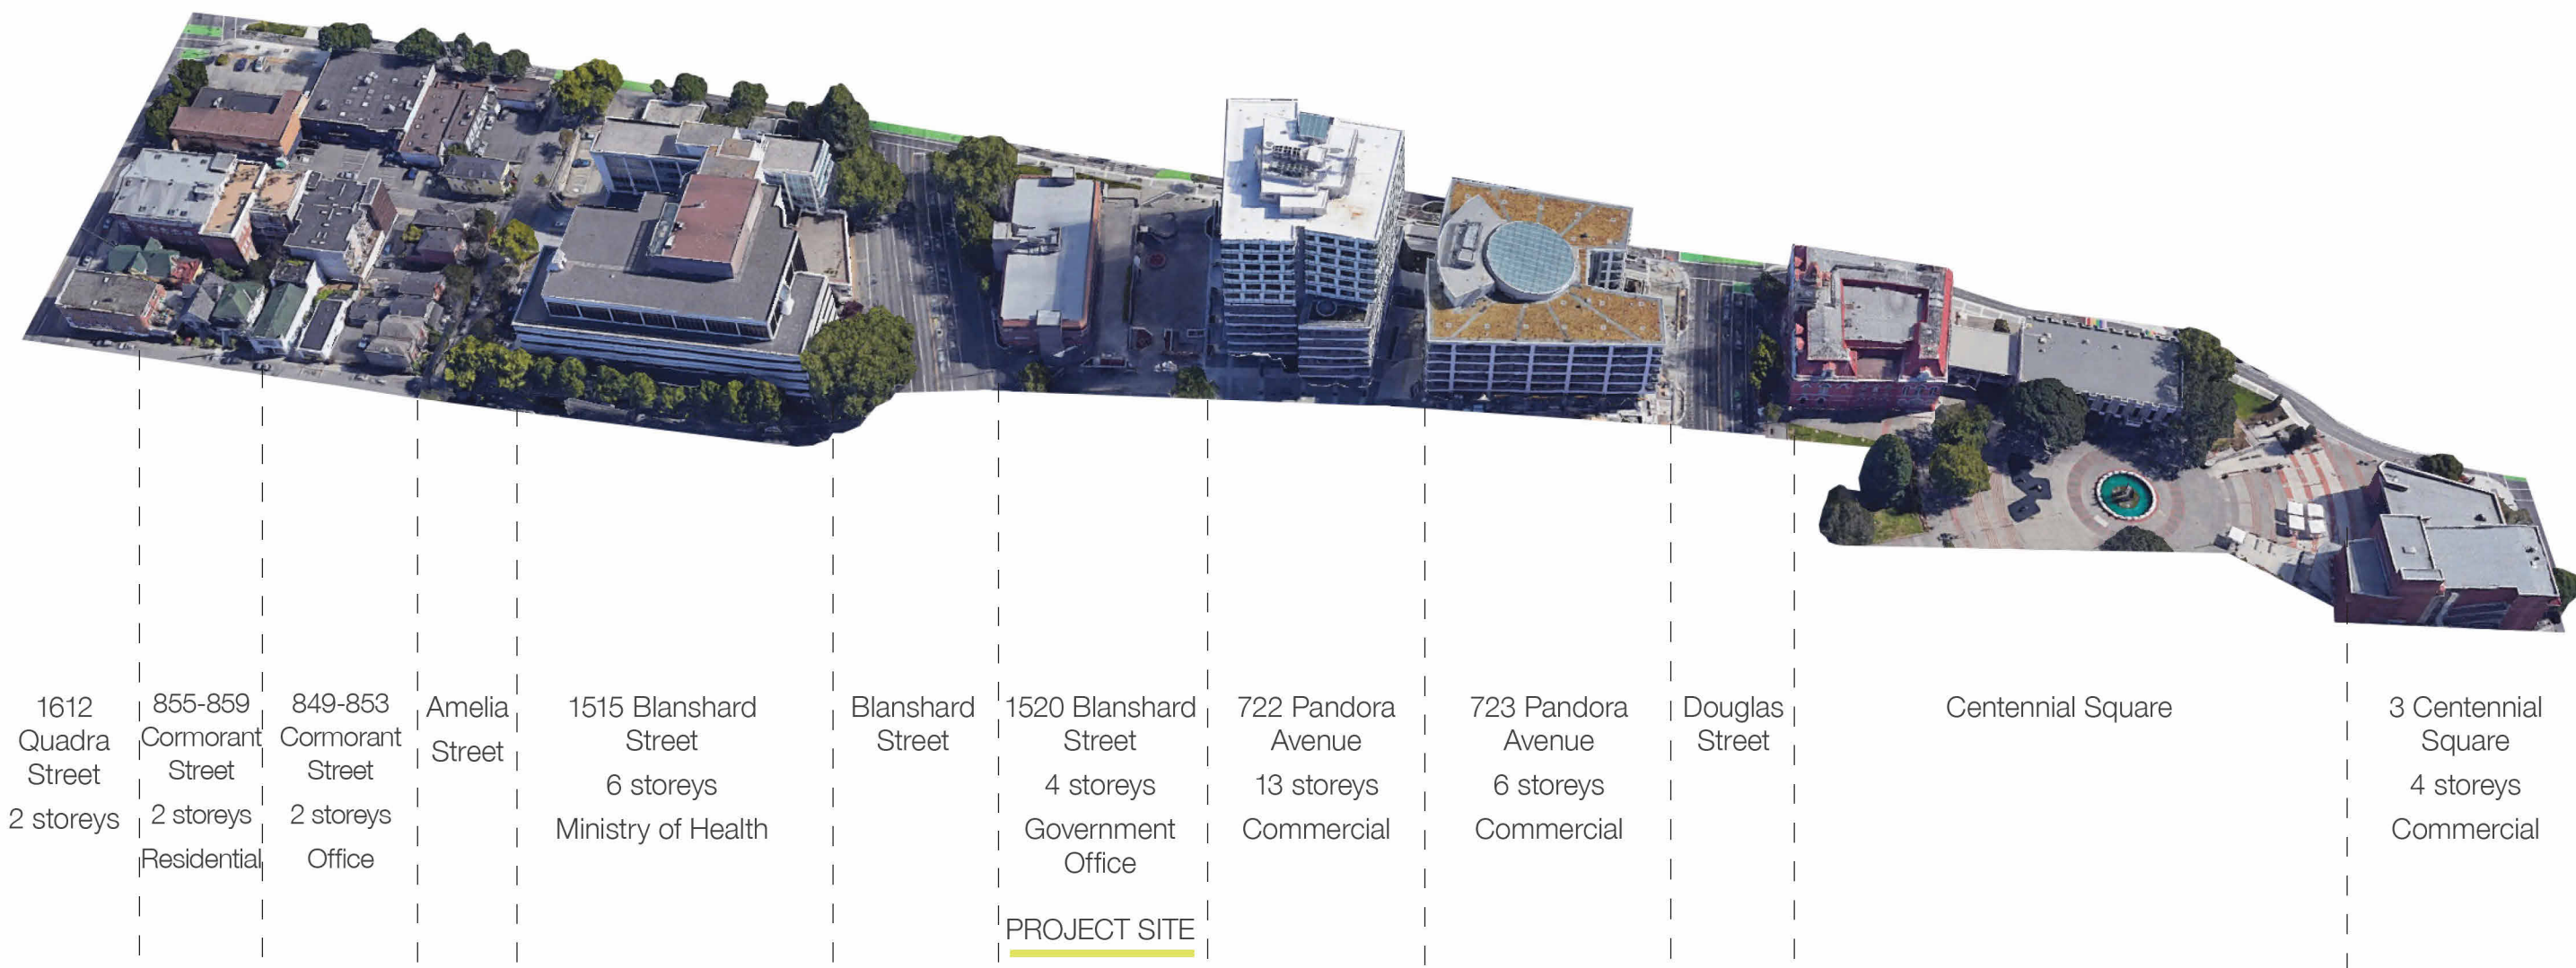 1612
Quadra
Street
2 storeys
855-859
Cormorant
Street
2 storeys
Residential
849-853
Cormorant
Street
2 storeys
Office
Amelia
Street
1515 Blanshard
Street
6 storeys
Ministry of Health
Blanshard
Street
1520 Blanshard
Street
4 storeys
Government
Office
PROJECT SITE
722 Pandora
Avenue
13 storeys
Commercial
723 Pandora
Avenue
6 storeys
Commercial
Douglas
Street
Centennial Square
3 Centennial
Square
4 storeys
Commercial